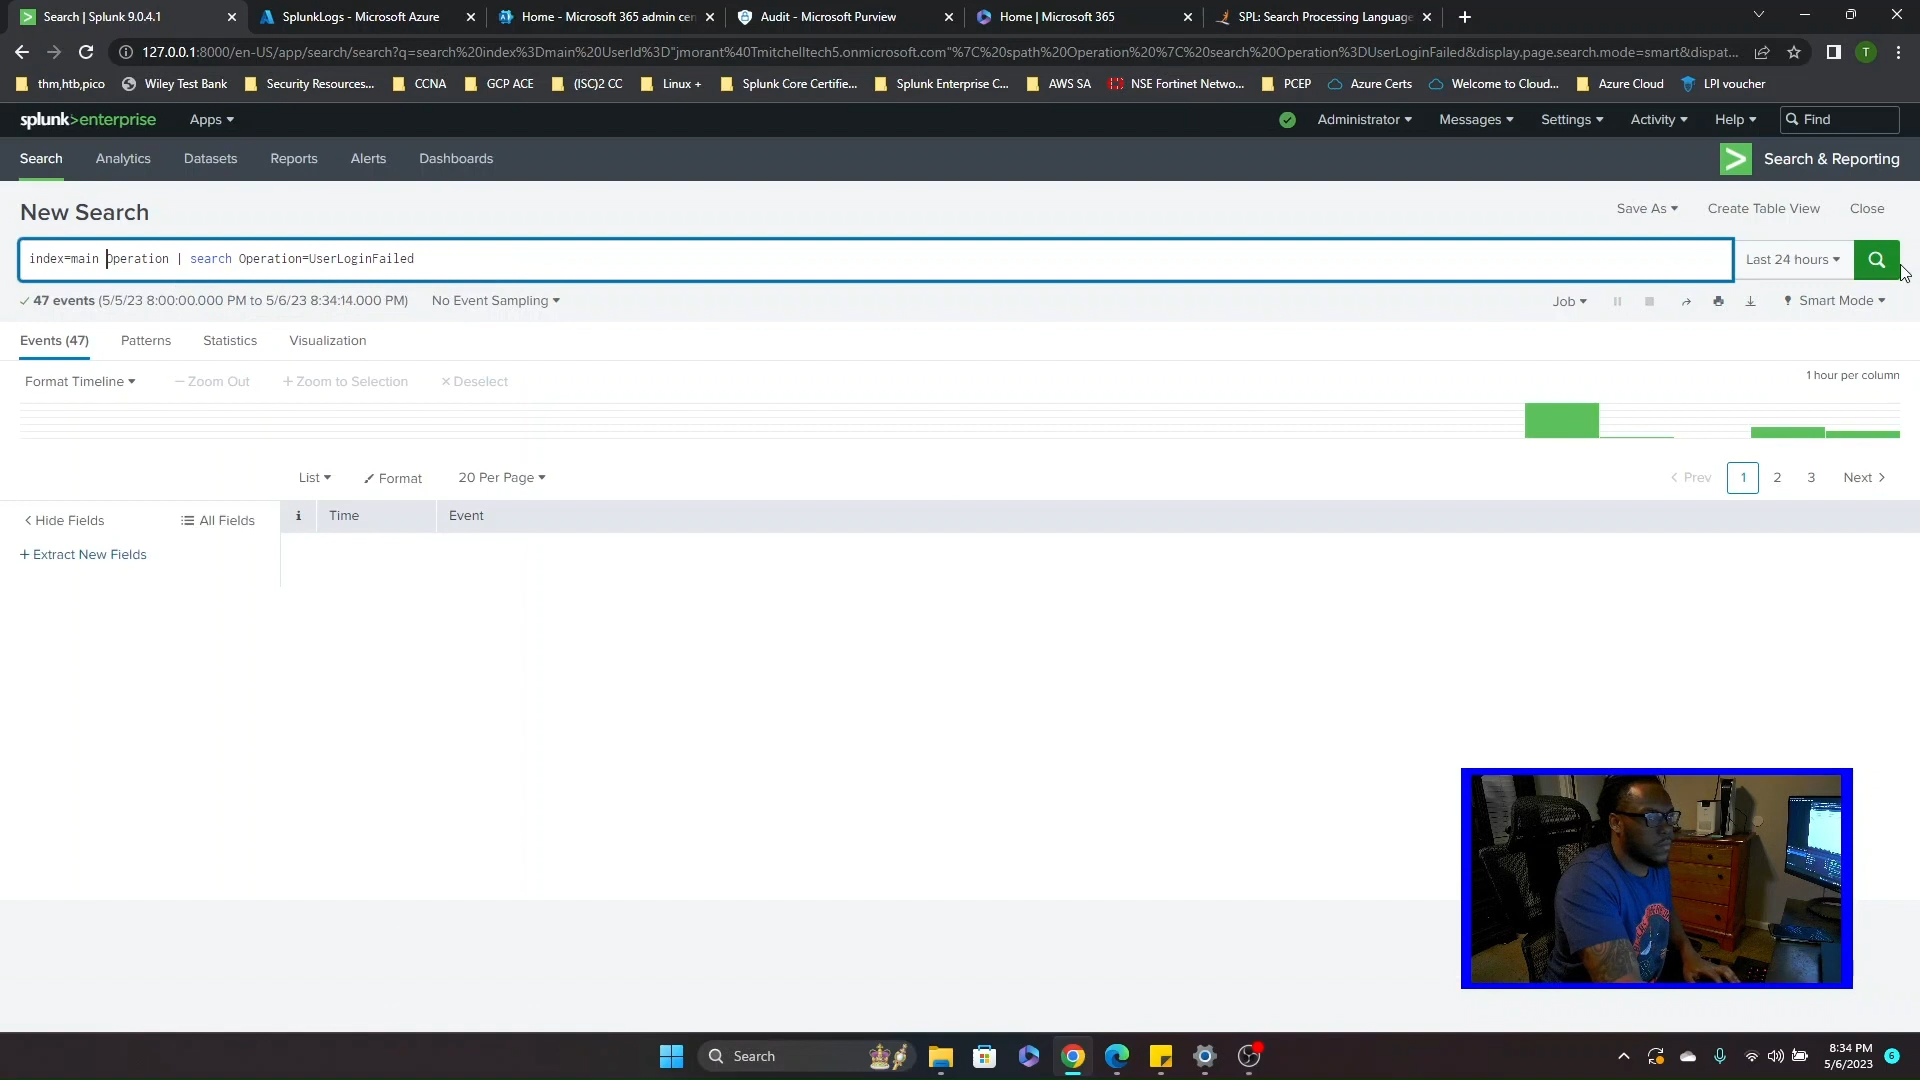 Search | Splunk 9.0.4.1
SplunkLogs - Microsoft Azure
Home - Microsoft 365 admin cen
Audit - Microsoft Purview
Home | Microsoft 365
SPL: Search Processing Language
127.0.0.1:8000/en-US/app/search/search?q=search%20index%3Dmain%20UserId%3D"jmorant%40Tmitchelltech5.onmicrosoft.com"%7C%20spath%20Operation%20%7C%20search%20Operation%3DUserLoginFailed&display.page.search.mode=smart&dispat...
T
thm,htb,pico
Wiley Test Bank
Security Resources...
CCNA
GCP ACE
(ISC)2 CC
Linux +
Splunk Core Certifie...
Splunk Enterprise C...
AWS SA
NSE Fortinet Netwo...
PCEP
Azure Certs
Welcome to Cloud...
Azure Cloud
LPI voucher
splunk>enterprise
Apps
Administrator
Messages
Settings
Activity
Help
Find
Search
Analytics
Datasets
Reports
Alerts
Dashboards
Search & Reporting
New Search
Save As
Create Table View
Close
index=main Operation | search Operation=UserLoginFailed
Last 24 hours
47 events (5/5/23 8:00:00.000 PM to 5/6/23 8:34:14.000 PM)
No Event Sampling
Job
Smart Mode
Events (47)
Patterns
Statistics
Visualization
Format Timeline
— Zoom Out
+ Zoom to Selection
× Deselect
1 hour per column
List
Format
20 Per Page
< Prev
1
2
3
Next >
< Hide Fields
All Fields
i
Time
Event
+ Extract New Fields
Search
8:34 PM
5/6/2023
6